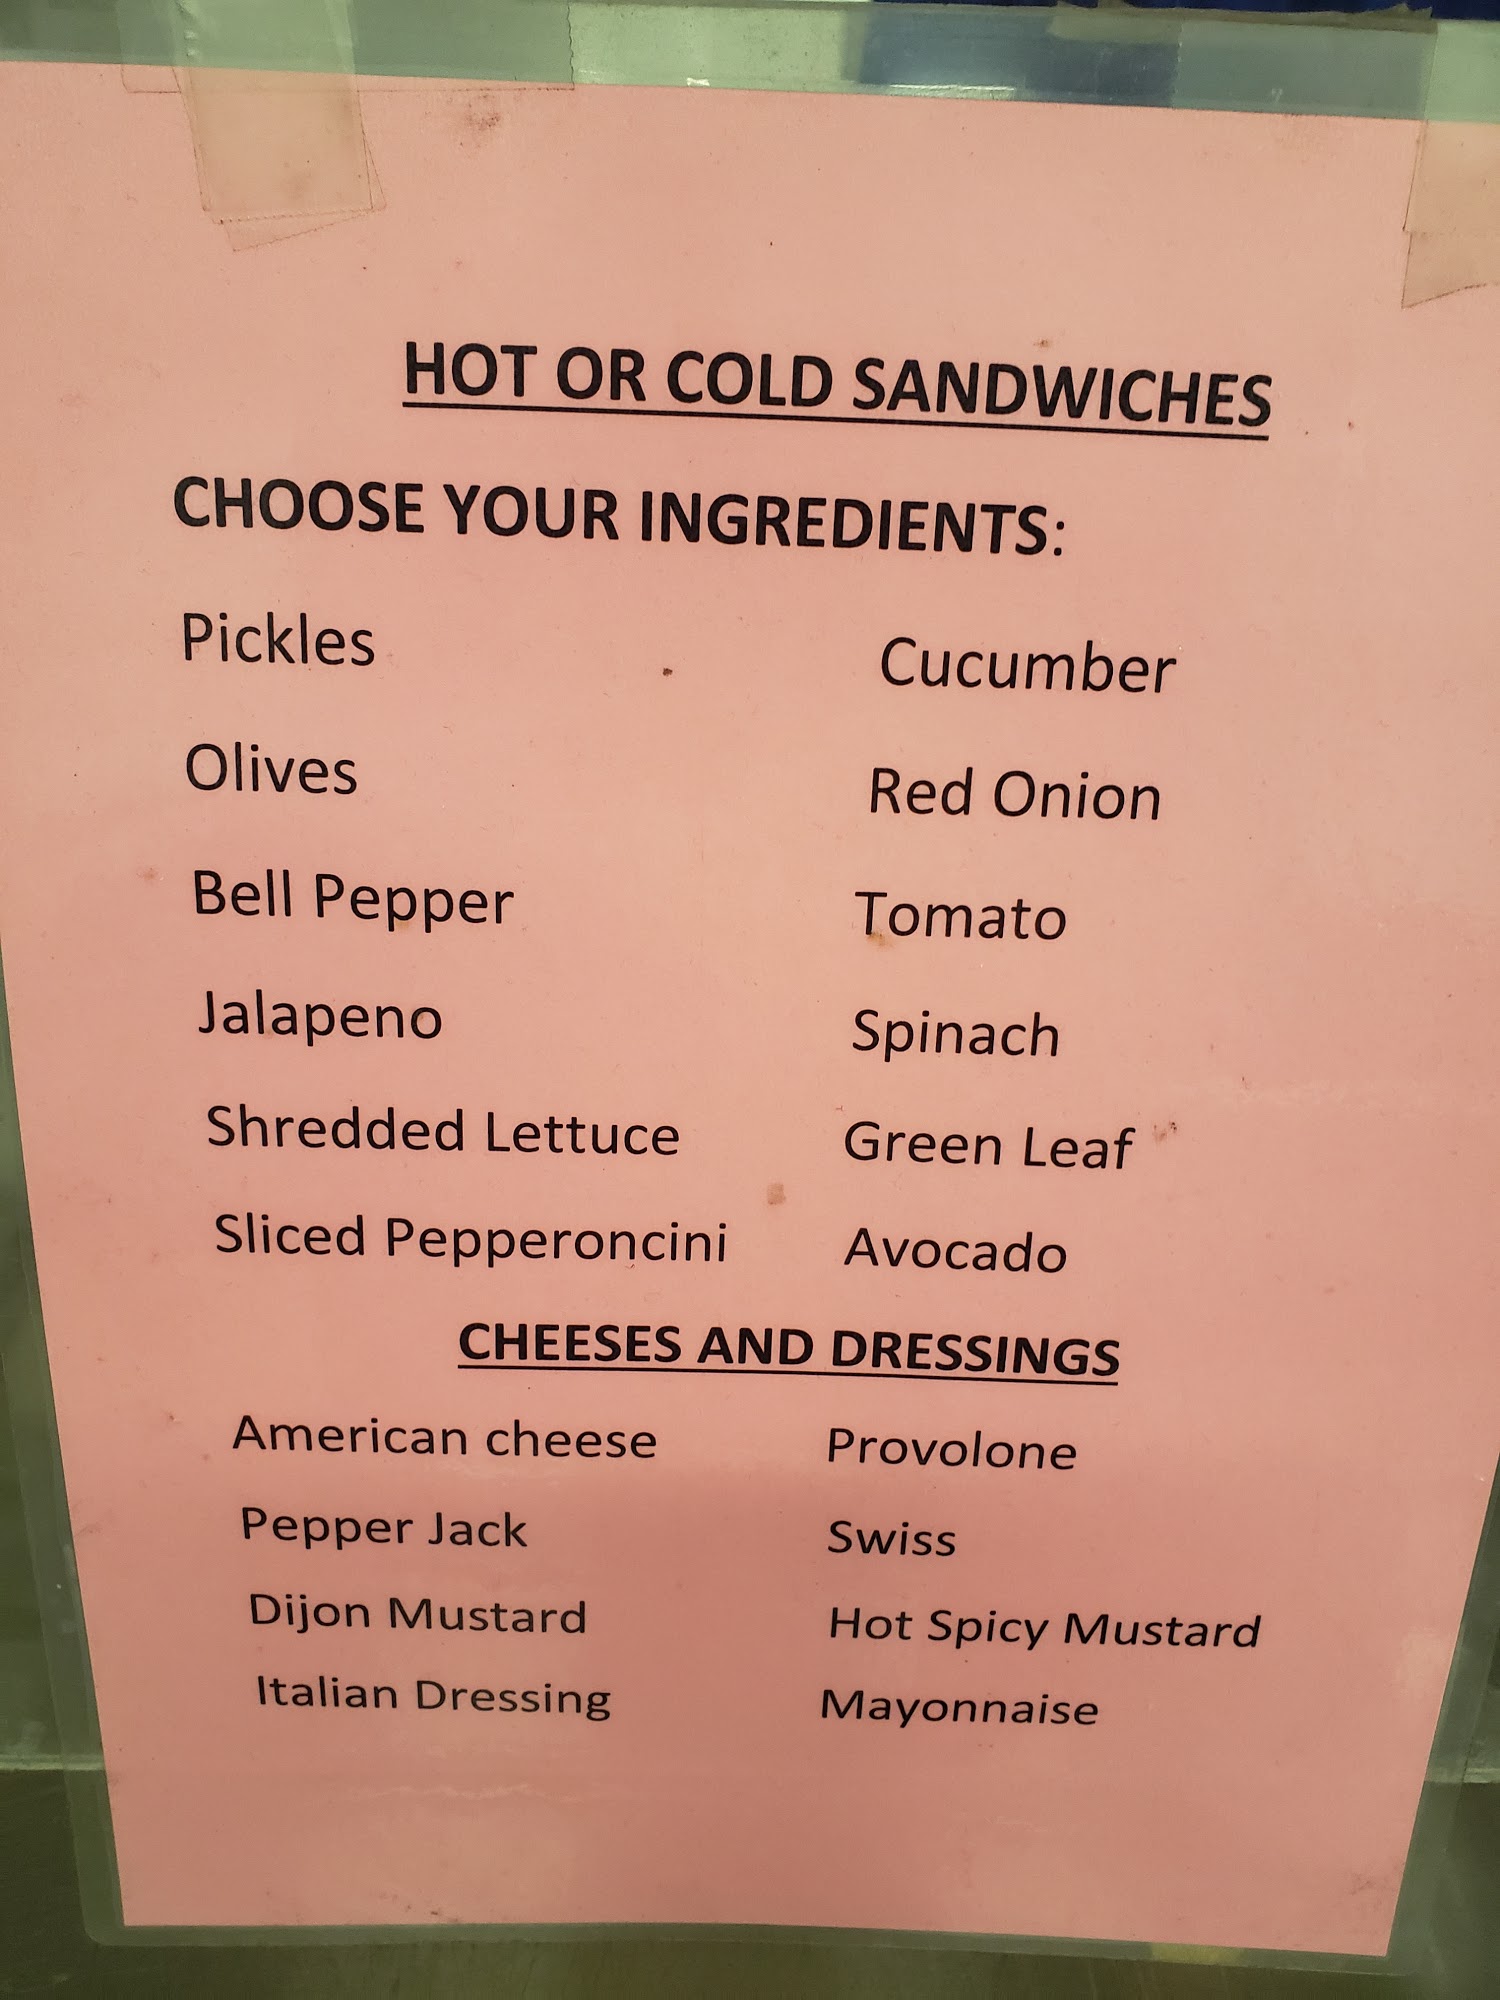 HOT OR COLD SANDWICHES
CHOOSE YOUR INGREDIENTS:
Pickles Cucumber
Olives Red Onion
Bell Pepper Tomato
Jalapeno Spinach
Shredded Lettuce Green Leaf
Sliced Pepperoncini Avocado
CHEESES AND DRESSINGS
American cheese Provolone
Pepper Jack Swiss
Dijon Mustard Hot Spicy Mustard
Italian Dressing Mayonnaise